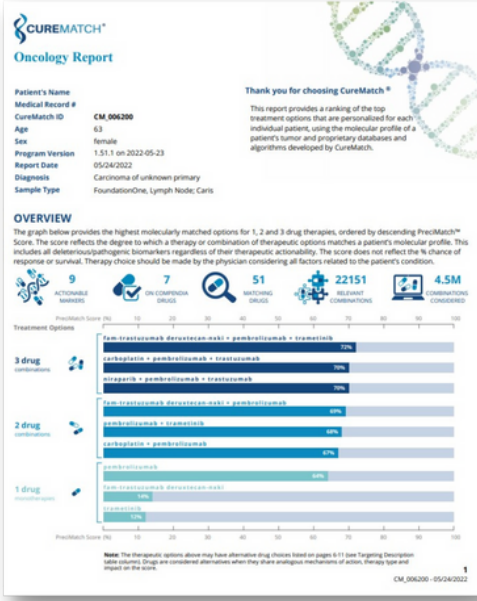 CUREMATCH®
Oncology Report
Patient's Name
Medical Record #
CureMatch ID CM_006200
Age 63
Sex female
Program Version 1.51.1 on 2022-05-23
Report Date 05/24/2022
Diagnosis Carcinoma of unknown primary
Sample Type FoundationOne, Lymph Node; Caris
Thank you for choosing CureMatch ®
This report provides a ranking of the top
treatment options that are personalized for each
individual patient, using the molecular profile of a
patient's tumor and proprietary databases and
algorithms developed by CureMatch.
OVERVIEW
The graph below provides the highest molecularly matched options for 1, 2 and 3 drug therapies, ordered by descending PreciMatch™
Score. The score reflects the degree to which a therapy or combination of therapeutic options matches a patient's molecular profile. This
includes all deleterious/pathogenic biomarkers regardless of their therapeutic actionability. The score does not reflect the % chance of
response or survival. Therapy choice should be made by the physician considering all factors related to the patient's condition.
9
ACTIONABLE
MARKERS
7
ON COMPENDIA
DRUGS
51
MATCHING
DRUGS
22151
RELEVANT
COMBINATIONS
4.5M
COMBINATIONS
CONSIDERED
PreciMatch Score (%) 10 20 30 40 50 60 70 80 90 100
Treatment Options
3 drug
combinations
fam-trastuzumab deruxtecan-nxki + pembrolizumab + trametinib
72%
carboplatin + pembrolizumab + trastuzumab
70%
niraparib + pembrolizumab + trastuzumab
70%
2 drug
combinations
fam-trastuzumab deruxtecan-nxki + pembrolizumab
69%
pembrolizumab + trametinib
68%
carboplatin + pembrolizumab
67%
1 drug
monotherapies
pembrolizumab
64%
fam-trastuzumab deruxtecan-nxki
14%
trametinib
12%
PreciMatch Score (%) 10 20 30 40 50 60 70 80 90 100
Note: The therapeutic options above may have alternative drug choices listed on pages 6-11 (see Targeting Description
table column). Drugs are considered alternatives when they share analogous mechanisms of action, therapy type and
impact on the score.
1
CM_006200 - 05/24/2022